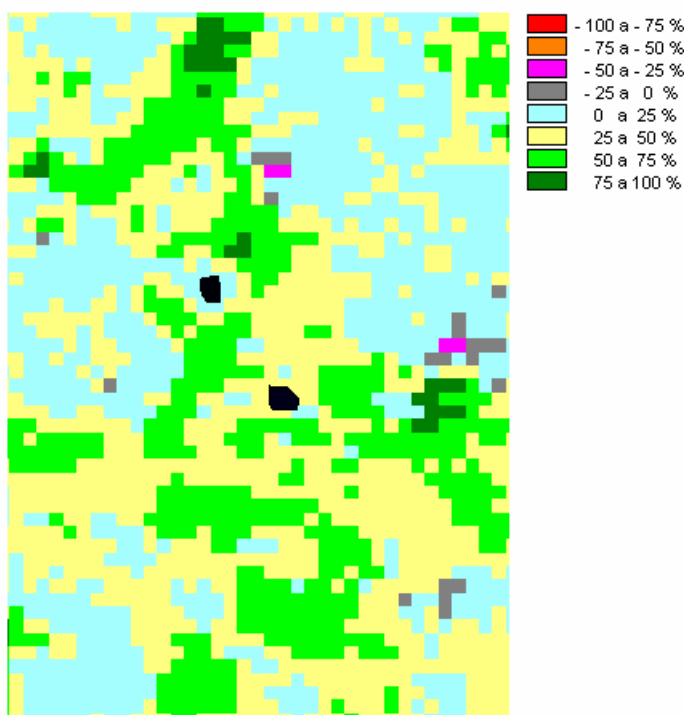 - 100 a - 75 %
- 75 a - 50 %
- 50 a - 25 %
- 25 a 0 %
0 a 25 %
25 a 50 %
50 a 75 %
75 a 100 %